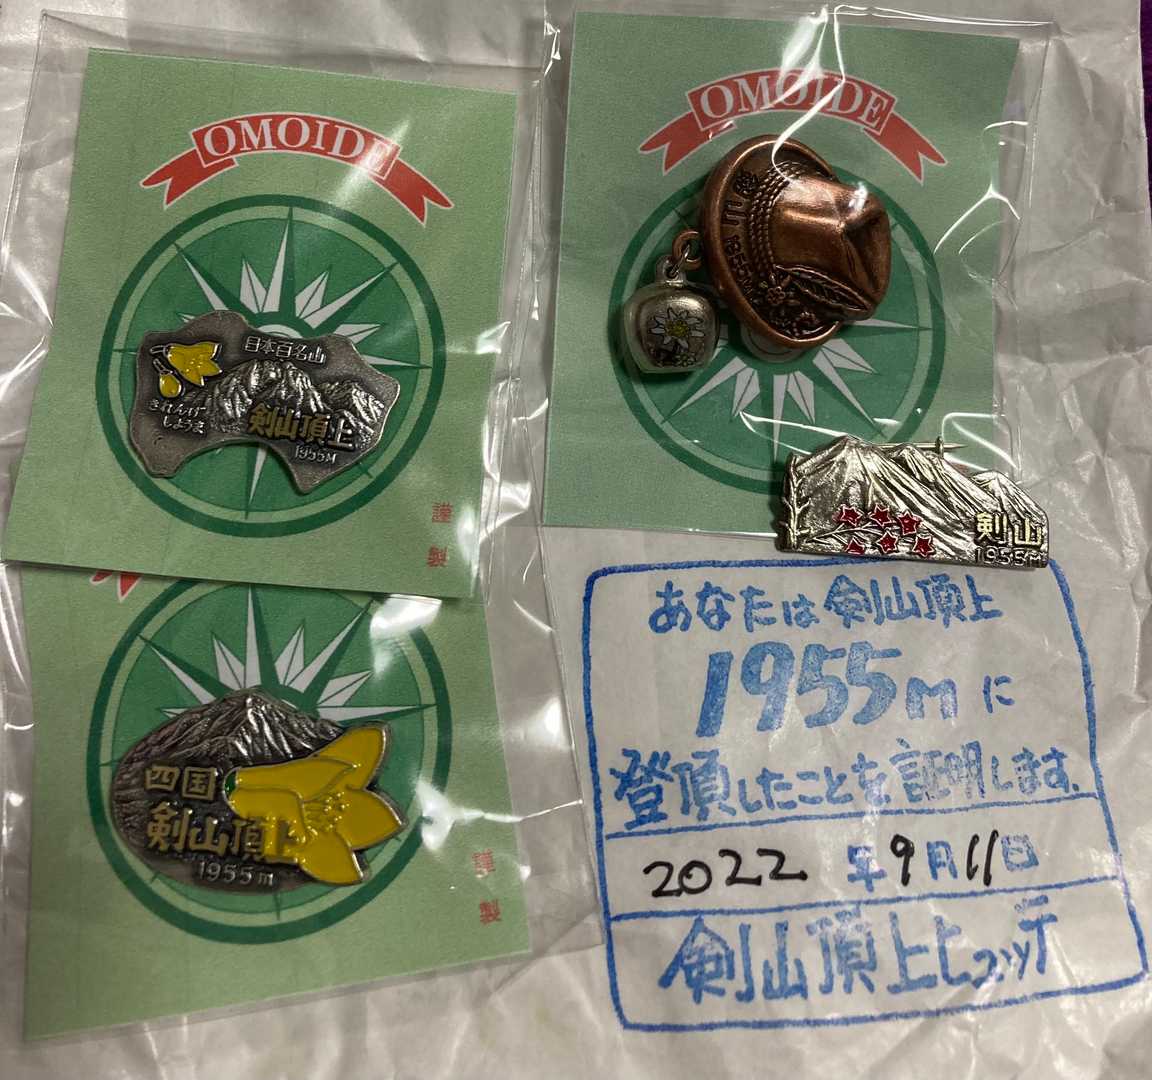 OMOIDE
日本百名山
きれんげ
しょうま
剣山頂上
1955M
謹製
OMOIDE
剣山 1955M
剣山
1955M
四国
剣山頂上
1955m
謹製
あなたは剣山頂上
1955mに
登頂したことを証明します.
2022年9月11日
剣山頂上ヒュッテ